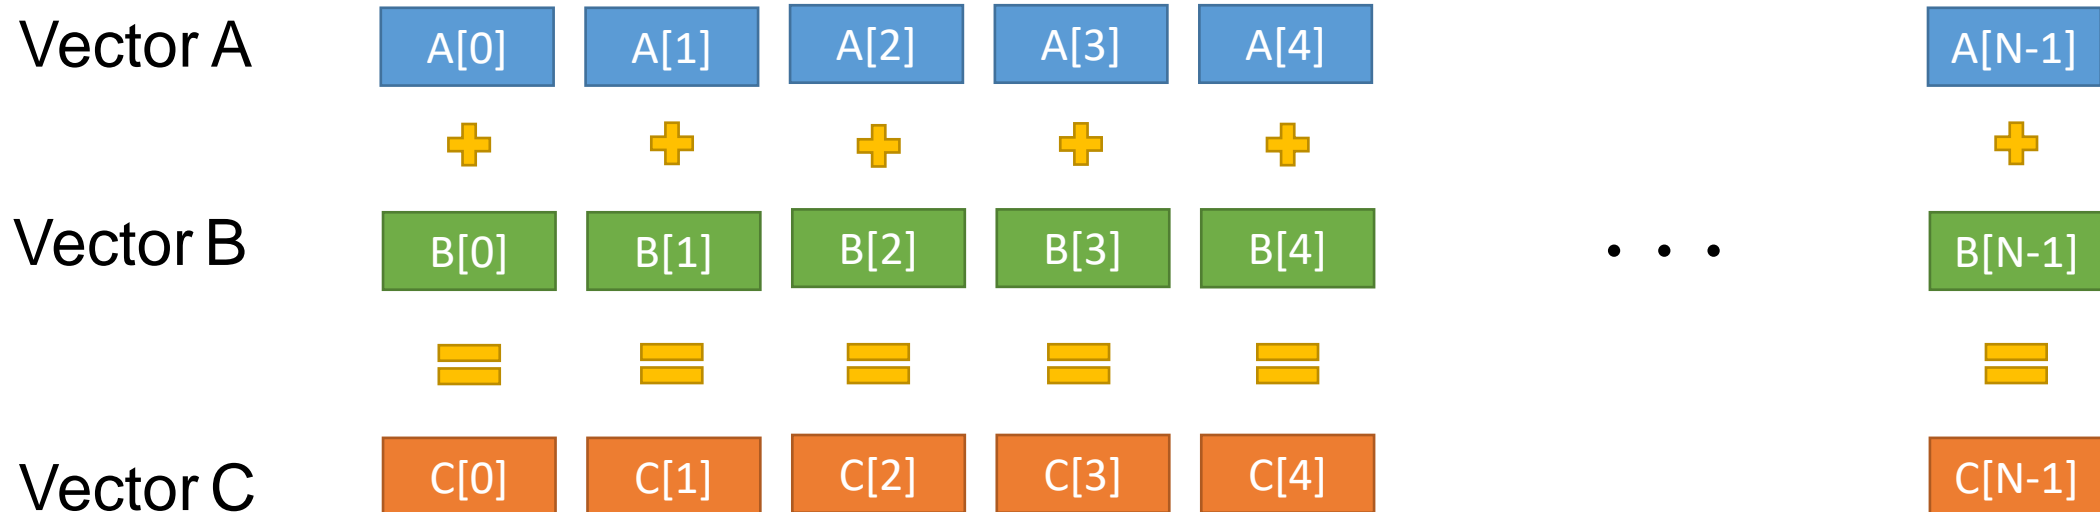 Vector A A[0] A[1] A[2] A[3] A[4] A[N-1]
+ + + + + +
Vector B B[0] B[1] B[2] B[3] B[4] . . . B[N-1]
= = = = = =
Vector C C[0] C[1] C[2] C[3] C[4] C[N-1]